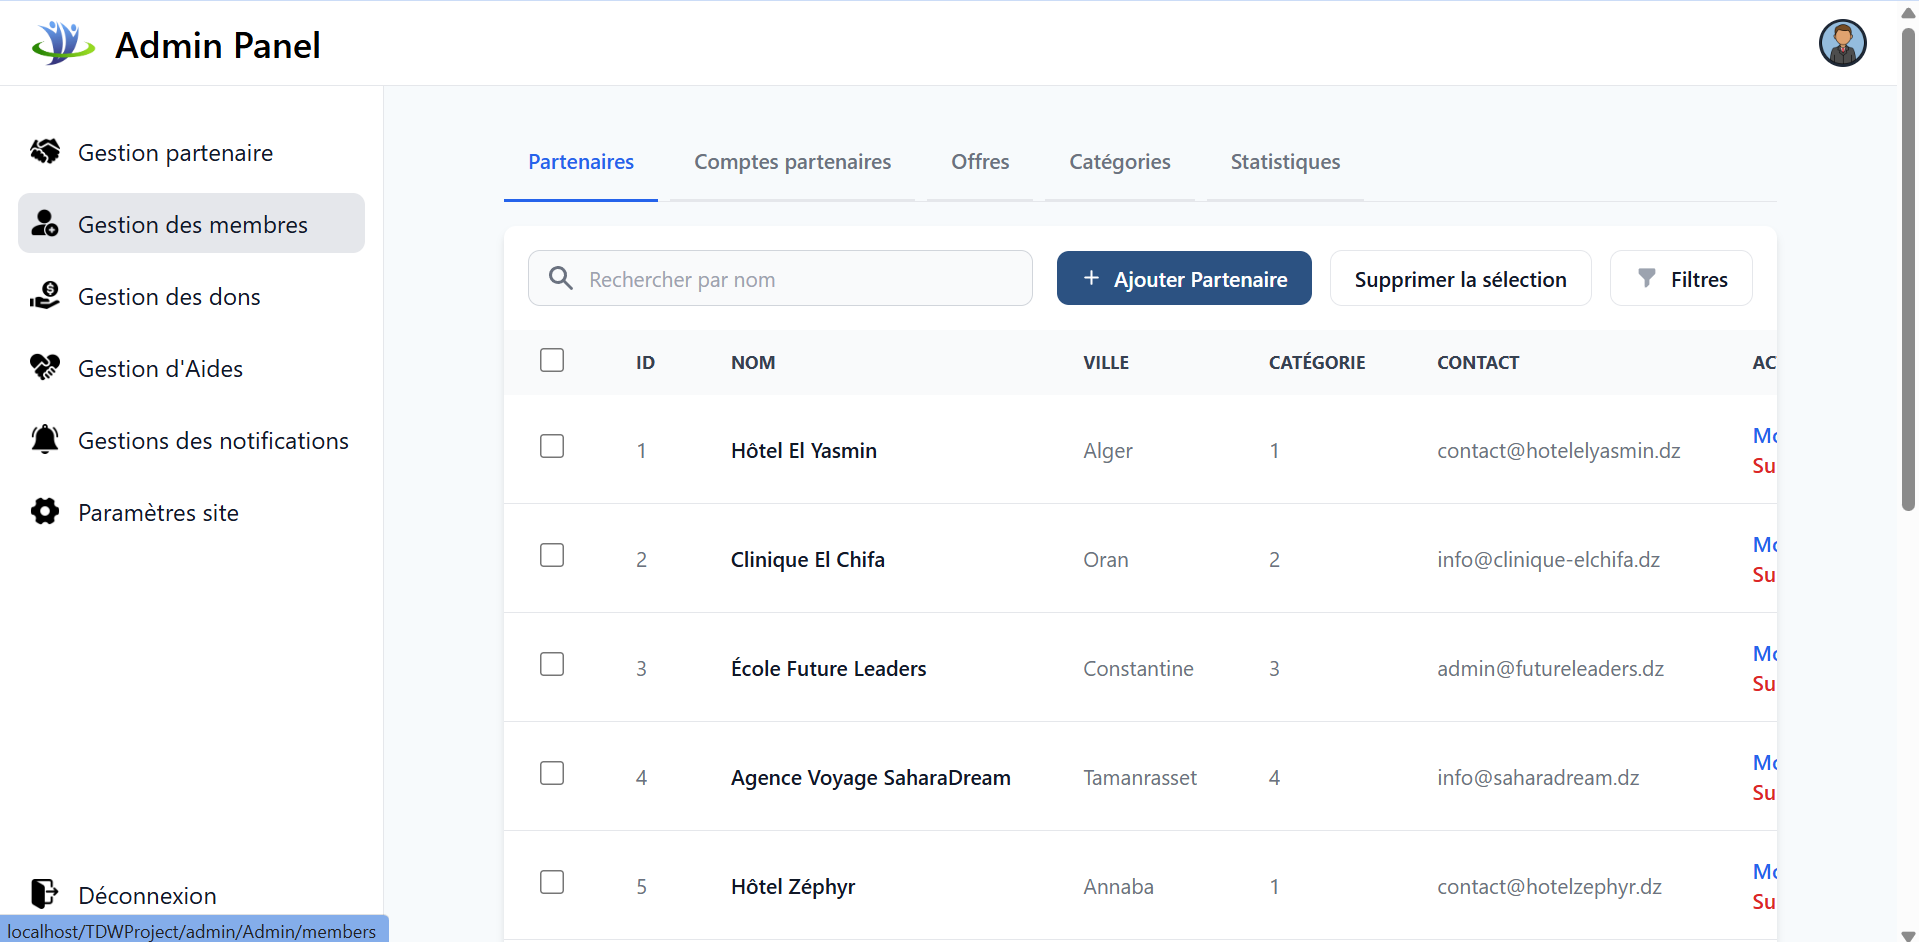 Admin Panel
Gestion partenaire
Gestion des membres
Gestion des dons
Gestion d'Aides
Gestions des notifications
Paramètres site
Déconnexion
localhost/TDWProject/admin/Admin/members
Partenaires Comptes partenaires Offres Catégories Statistiques
Rechercher par nom + Ajouter Partenaire Supprimer la sélection Filtres
ID NOM VILLE CATÉGORIE CONTACT AC
1 Hôtel El Yasmin Alger 1 contact@hotelelyasmin.dz Mo
Su
2 Clinique El Chifa Oran 2 info@clinique-elchifa.dz Mo
Su
3 École Future Leaders Constantine 3 admin@futureleaders.dz Mo
Su
4 Agence Voyage SaharaDream Tamanrasset 4 info@saharadream.dz Mo
Su
5 Hôtel Zéphyr Annaba 1 contact@hotelzephyr.dz Mo
Su